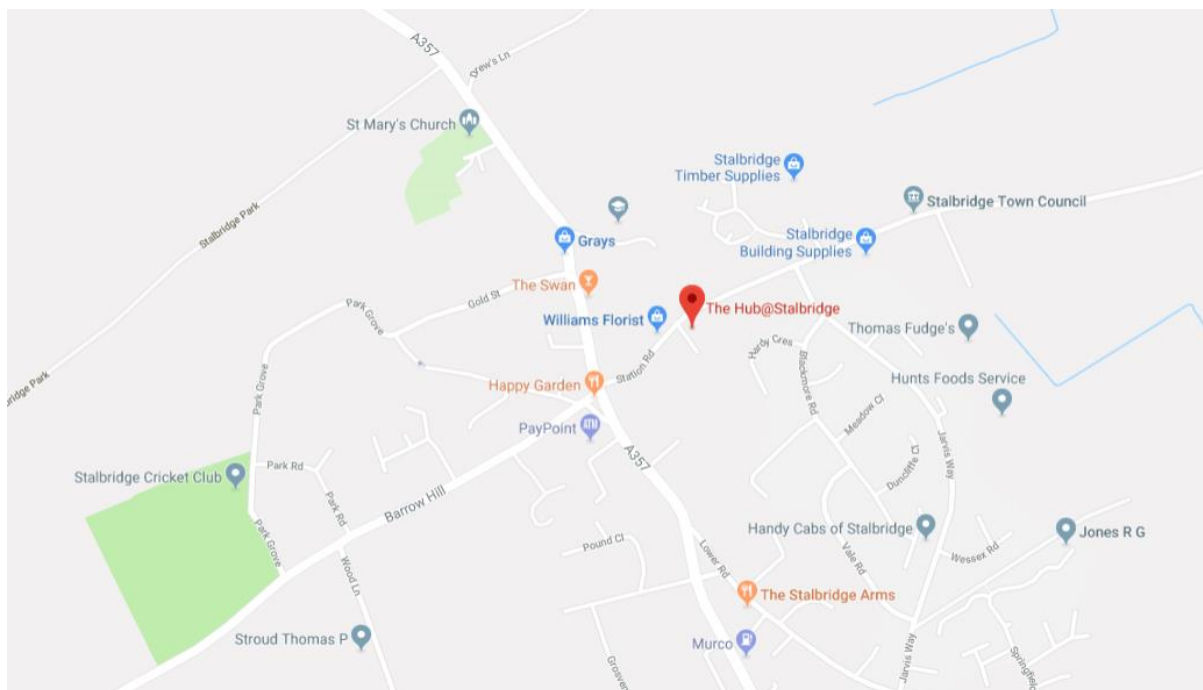 A357
Drew's Ln
St Mary's Church
Stalbridge
Timber Supplies
Stalbridge Town Council
Stalbridge Park
Grays
Stalbridge
Building Supplies
The Swan
Gold St
Park Grove
The Hub@Stalbridge
Williams Florist
Thomas Fudge's
Station Rd
Hardy Cres
Blackmore Rd
Hunts Foods Service
Happy Garden
Park Grove
Meadow Cl
PayPoint
ATM
A357
Jarvis Way
Duncliffe Cl
Park Rd
Stalbridge Cricket Club
Park Rd
Barrow Hill
Park Grove
Handy Cabs of Stalbridge
Jones R G
Pound Cl
Lower Rd
Vale Rd
Wessex Rd
Wood Ln
The Stalbridge Arms
Stroud Thomas P
Murco
Jarvis Way